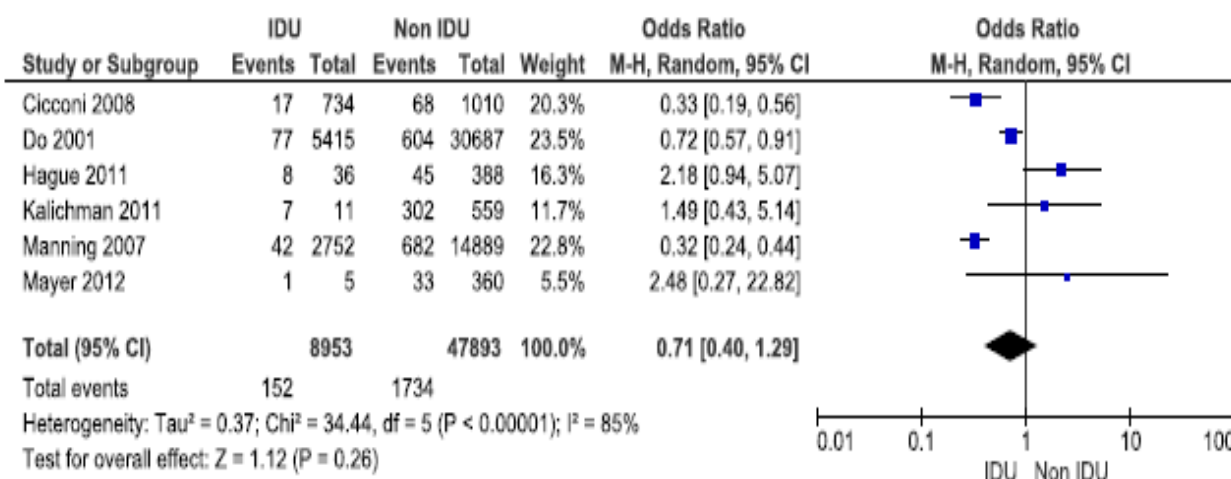 IDU Non IDU Odds Ratio Odds Ratio
Study or Subgroup Events Total Events Total Weight M-H, Random, 95% CI M-H, Random, 95% CI
Cicconi 2008 17 734 68 1010 20.3% 0.33 [0.19, 0.56]
Do 2001 77 5415 604 30687 23.5% 0.72 [0.57, 0.91]
Hague 2011 8 36 45 388 16.3% 2.18 [0.94, 5.07]
Kalichman 2011 7 11 302 559 11.7% 1.49 [0.43, 5.14]
Manning 2007 42 2752 682 14889 22.8% 0.32 [0.24, 0.44]
Mayer 2012 1 5 33 360 5.5% 2.48 [0.27, 22.82]
Total (95% CI) 8953 47893 100.0% 0.71 [0.40, 1.29]
Total events 152 1734
Heterogeneity: Tau² = 0.37; Chi² = 34.44, df = 5 (P < 0.00001); I² = 85%
Test for overall effect: Z = 1.12 (P = 0.26)
0.01 0.1 1 10 100
IDU Non IDU